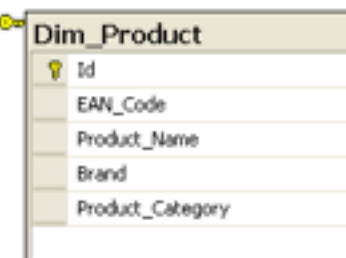 Dim_Product
Id
EAN_Code
Product_Name
Brand
Product_Category